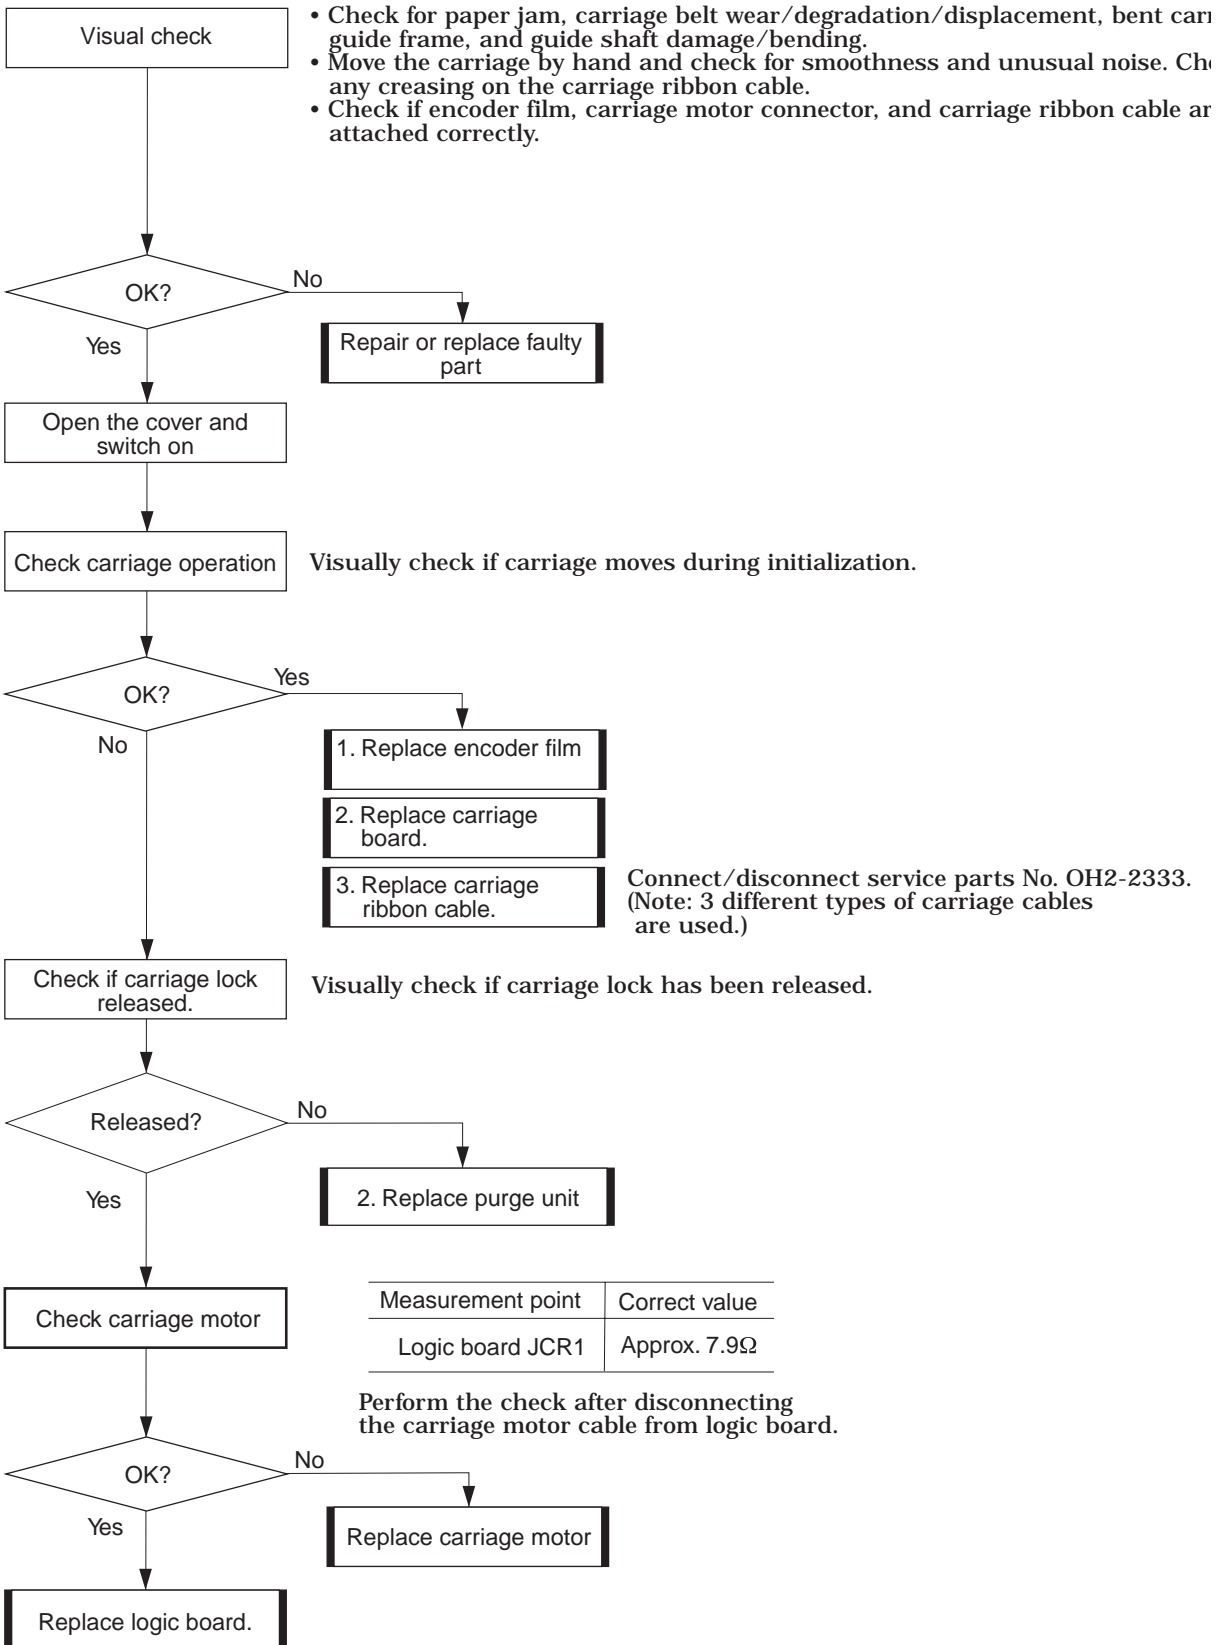 Visual check
• Check for paper jam, carriage belt wear/degradation/displacement, bent
guide frame, and guide shaft damage/bending.
• Move the carriage by hand and check for smoothness and unusual noise.
any creasing on the carriage ribbon cable.
• Check if encoder film, carriage motor connector, and carriage ribbon cable
attached correctly.
OK?
No
Yes
Repair or replace faulty
part
Open the cover and
switch on
Check carriage operation
Visually check if carriage moves during initialization.
OK?
Yes
No
1. Replace encoder film
2. Replace carriage
board.
3. Replace carriage
ribbon cable.
Connect/disconnect service parts No. OH2-2333.
(Note: 3 different types of carriage cables
are used.)
Check if carriage lock
released.
Visually check if carriage lock has been released.
Released?
No
Yes
2. Replace purge unit
Check carriage motor
Measurement point Correct value
Logic board JCR1 Approx. 7.9Ω
Perform the check after disconnecting
the carriage motor cable from logic board.
OK?
No
Yes
Replace carriage motor
Replace logic board.